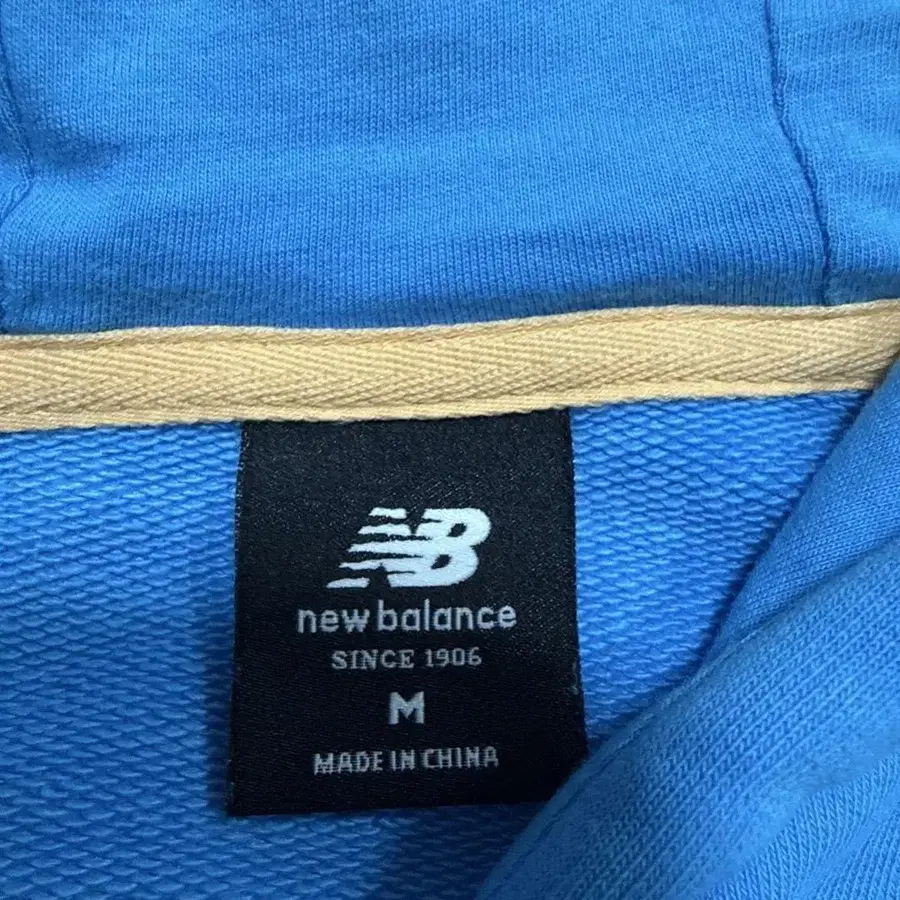 NB
new balance
SINCE 1906
M
MADE IN CHINA